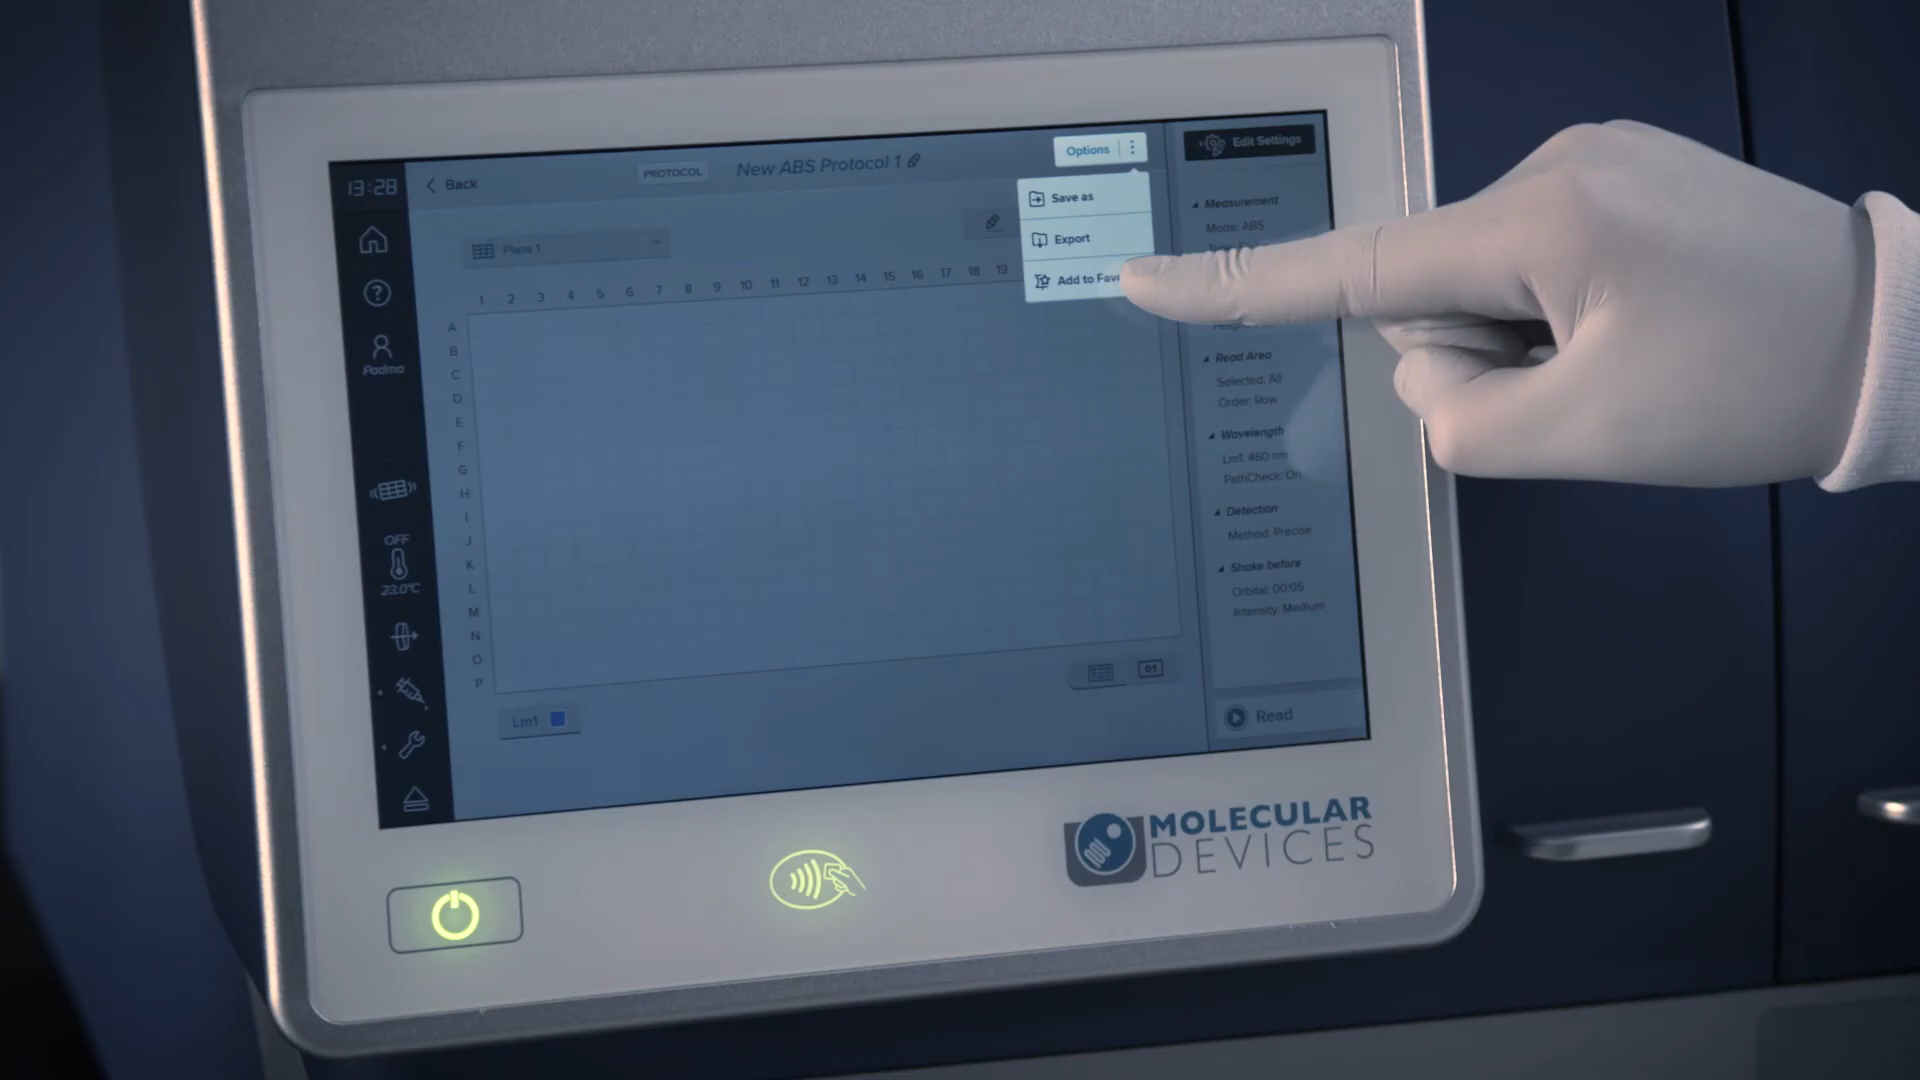 13:28
Back
PROTOCOL
New ABS Protocol 1
Options
Edit Settings
Save as
Export
Add to
Plate 1
1 2 3 4 5 6 7 8 9 10 11 12 13 14 15 16 17 18 19
A
B
C
D
E
F
G
H
I
J
K
L
M
N
O
P
Padma
OFF
23.0°C
Measurement
Mode: ABS
Read Area
Selected: All
Order: Row
Wavelength
Lm1: 460 nm
PathCheck: On
Detection
Method: Precise
Shake before
Orbital: 00:05
Intensity: Medium
01
Lm1
Read
MOLECULAR
DEVICES